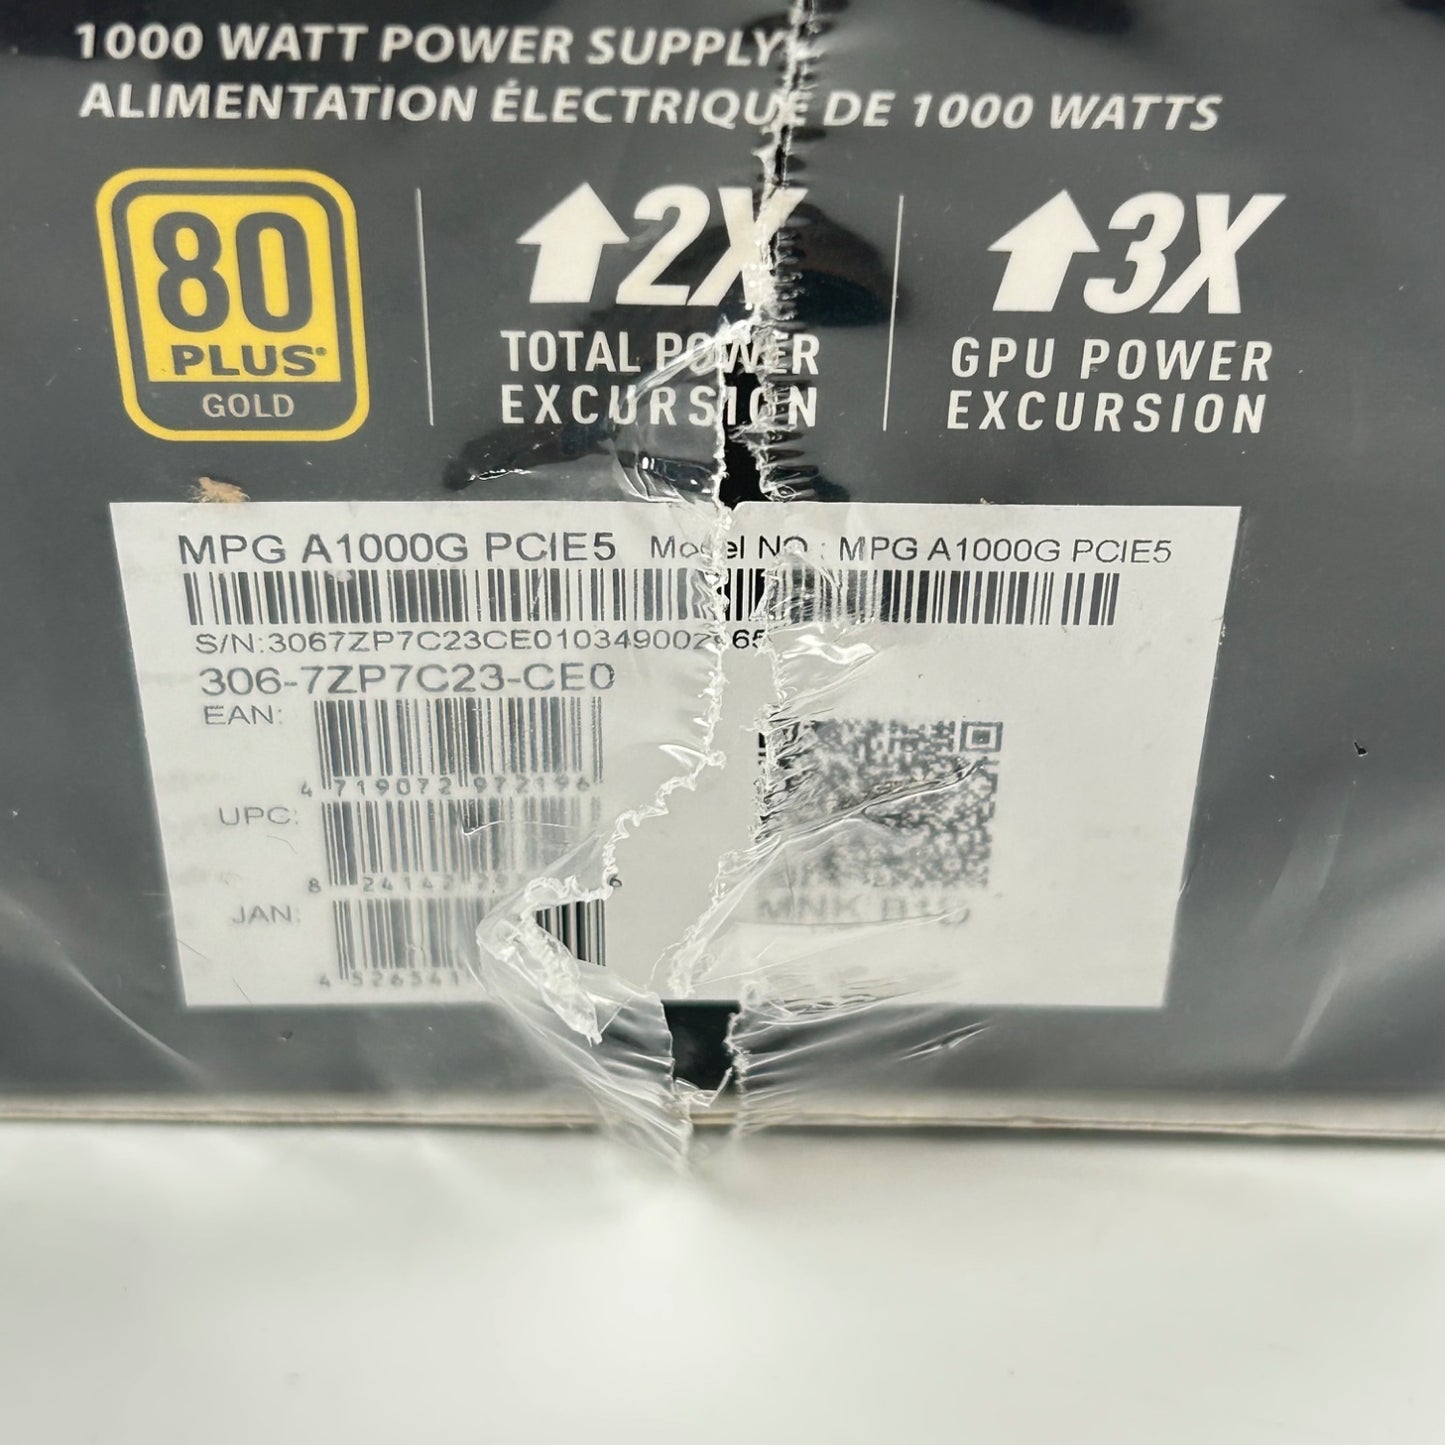 1000 WATT POWER SUPPLY
ALIMENTATION ÉLECTRIQUE DE 1000 WATTS
80
PLUS
GOLD
2X
TOTAL POWER
EXCURSION
3X
GPU POWER
EXCURSION
MPG A1000G PCIE5 Model NO.: MPG A1000G PCIE5
S/N:
306-7ZP7C23-CE0
EAN:
4 719072 972196
UPC:
JAN: